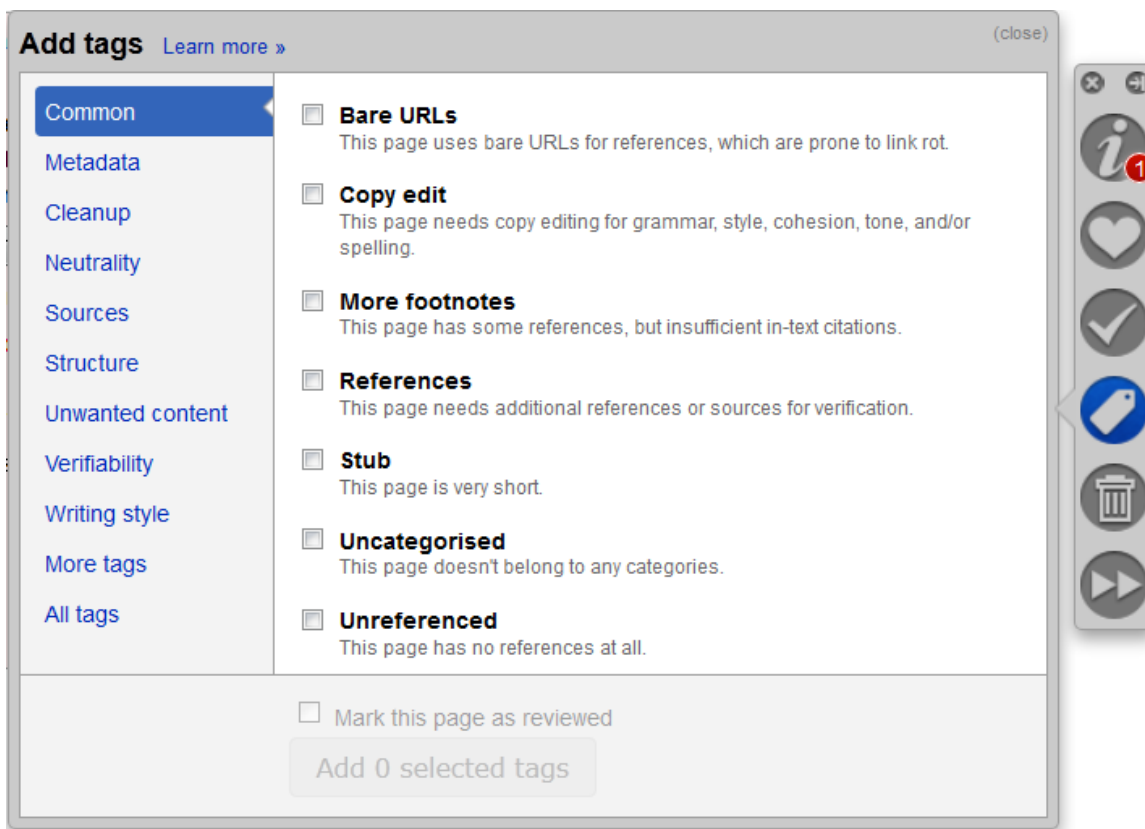 Add tags Learn more »
(close)
Common
Metadata
Cleanup
Neutrality
Sources
Structure
Unwanted content
Verifiability
Writing style
More tags
All tags
Bare URLs
This page uses bare URLs for references, which are prone to link rot.
Copy edit
This page needs copy editing for grammar, style, cohesion, tone, and/or
spelling.
More footnotes
This page has some references, but insufficient in-text citations.
References
This page needs additional references or sources for verification.
Stub
This page is very short.
Uncategorised
This page doesn't belong to any categories.
Unreferenced
This page has no references at all.
Mark this page as reviewed
Add 0 selected tags
i
1